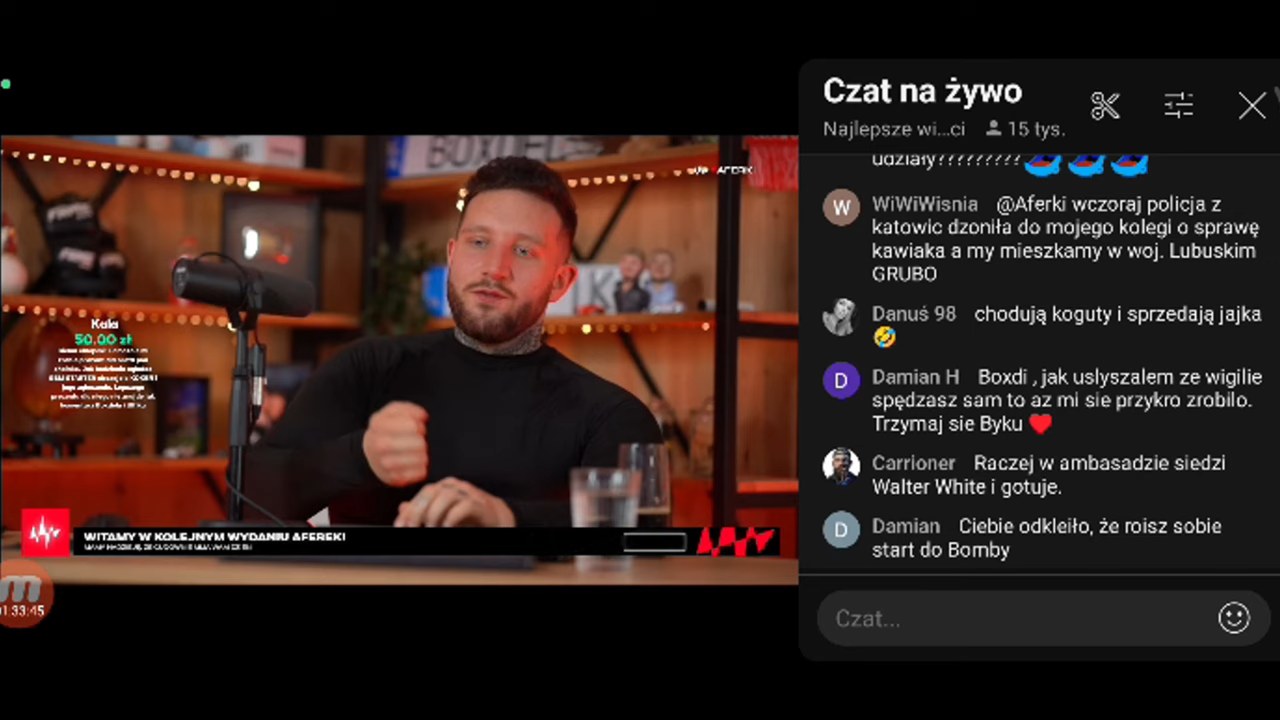 Czat na żywo
Najlepsze wi...ci 15 tys.
udziały?????????
WiWiWisnia @Aferki wczoraj policja z
katowic dzoniła do mojego kolegi o sprawę
kawiaka a my mieszkamy w woj. Lubuskim
GRUBO
Danuś 98 chodują koguty i sprzedają jajka
🤣
Damian H Boxdi , jak uslyszalem ze wigilie
spędzasz sam to az mi sie przykro zrobilo.
Trzymaj sie Byku ♥
Carrioner Raczej w ambasadzie siedzi
Walter White i gotuje.
Damian Ciebie odkleiło, że roisz sobie
start do Bomby
Czat...
BOXDEL
AFERKI
Kala
50.00 zł
WITAMY W KOLEJNYM WYDANIU AFEREK!
m
1:33:45
W
D
D